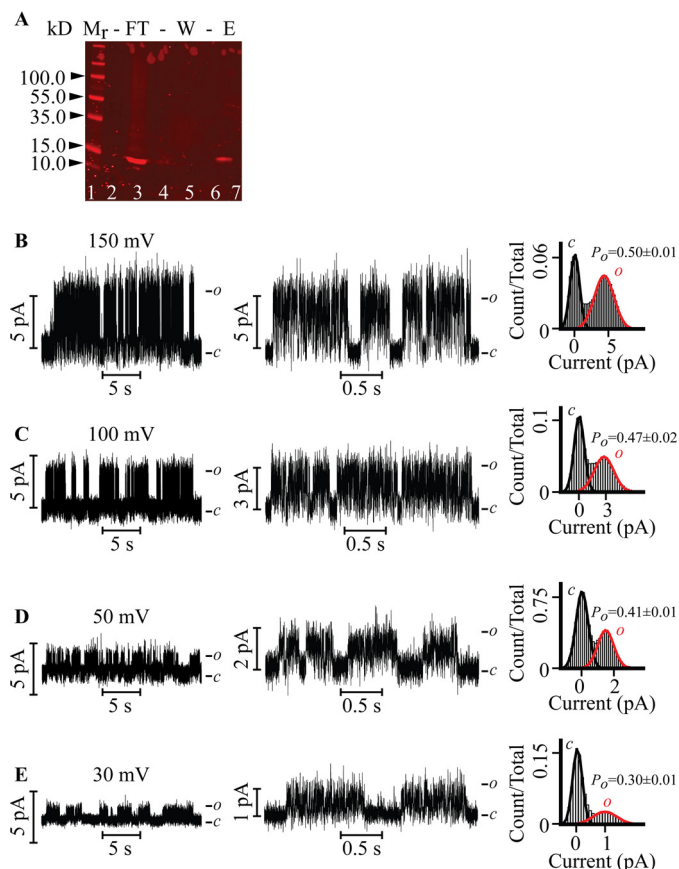 A
kD Mr - FT - W - E
100.0
55.0
35.0
15.0
10.0
1 2 3 4 5 6 7
B 150 mV
5 pA
o
c
5 s
5 pA
o
c
0.5 s
Count/Total
0.06
0
c
Po=0.50±0.01
o
0 5
Current (pA)
C 100 mV
5 pA
o
c
5 s
3 pA
o
c
0.5 s
Count/Total
0.1
0
c
Po=0.47±0.02
o
0 3
Current (pA)
D 50 mV
5 pA
o
c
5 s
2 pA
o
c
0.5 s
Count/Total
0.75
0
c
Po=0.41±0.01
o
0 2
Current (pA)
E 30 mV
5 pA
o
c
5 s
1 pA
o
c
0.5 s
Count/Total
0.15
0
c
Po=0.30±0.01
o
0 1
Current (pA)